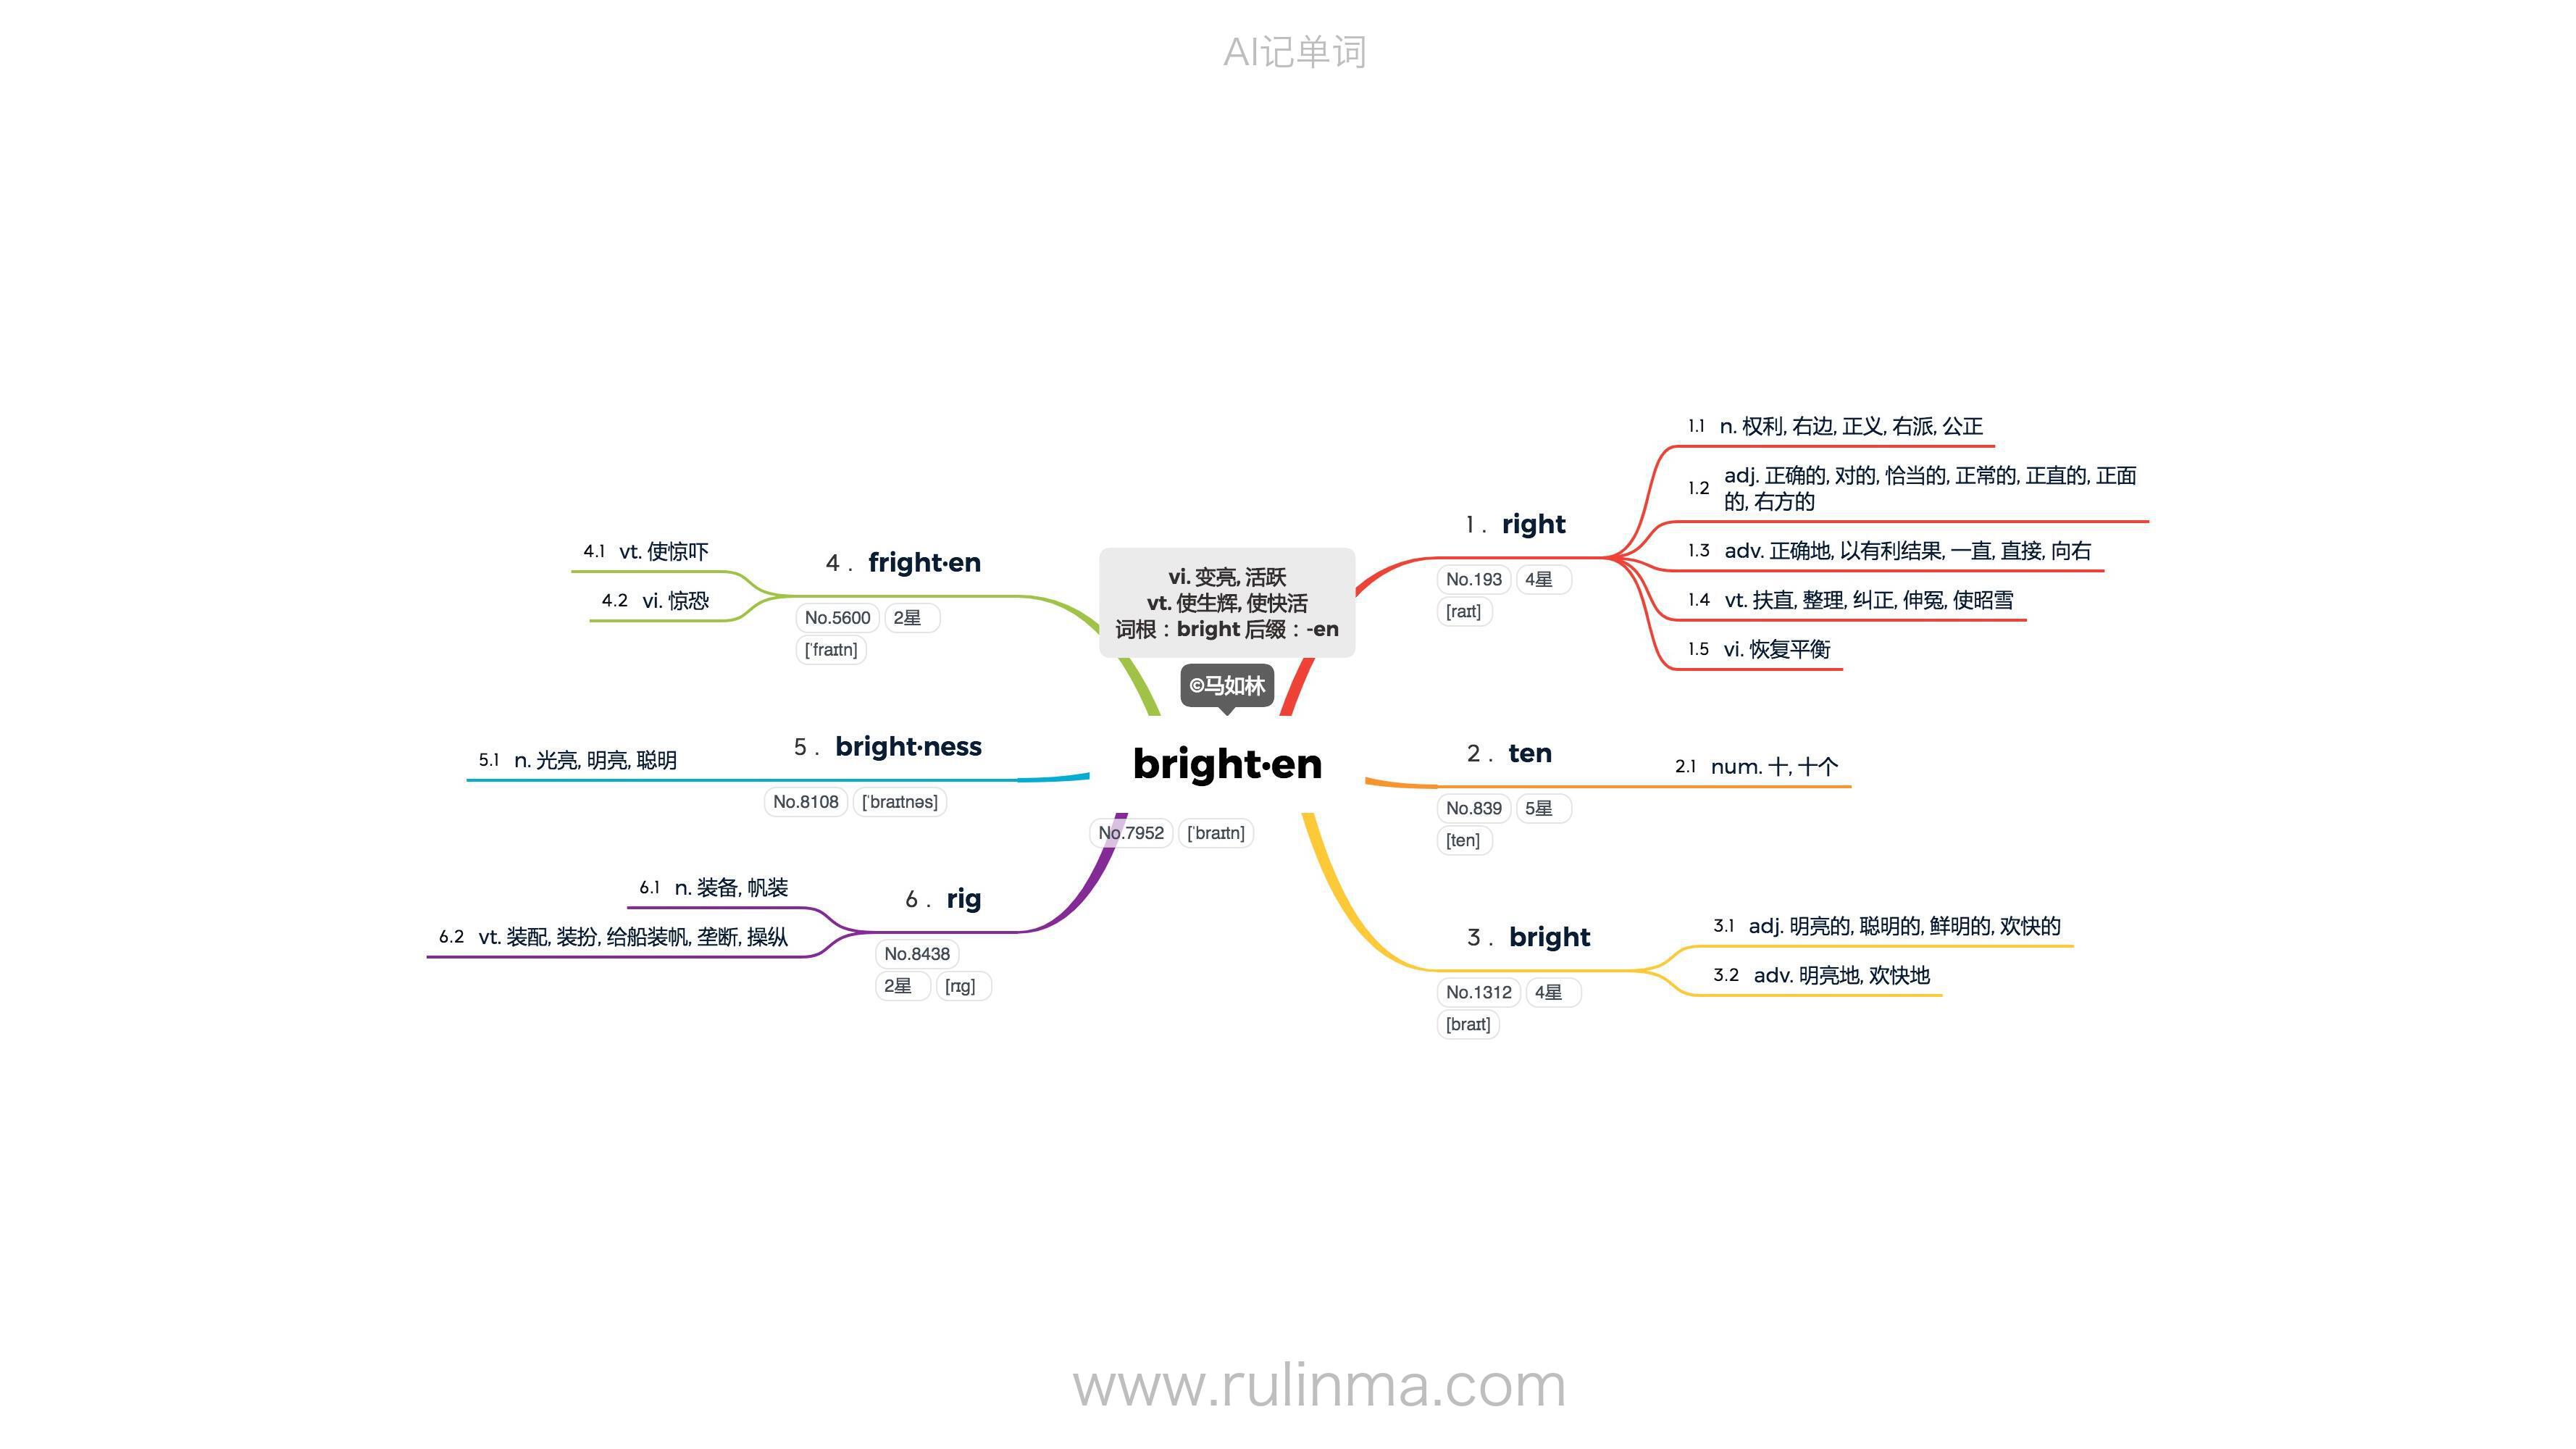 AI记单词
vi. 变亮, 活跃
vt. 使生辉, 使快活
词根：bright 后缀：-en
©马如林
bright·en
No.7952 [ˈbraɪtn]
1. right
No.193 4星
[raɪt]
1.1 n. 权利, 右边, 正义, 右派, 公正
1.2 adj. 正确的, 对的, 恰当的, 正常的, 正直的, 正面
的, 右方的
1.3 adv. 正确地, 以有利结果, 一直, 直接, 向右
1.4 vt. 扶直, 整理, 纠正, 伸冤, 使昭雪
1.5 vi. 恢复平衡
2. ten
No.839 5星
[ten]
2.1 num. 十, 十个
3. bright
No.1312 4星
[braɪt]
3.1 adj. 明亮的, 聪明的, 鲜明的, 欢快的
3.2 adv. 明亮地, 欢快地
4. fright·en
No.5600 2星
[ˈfraɪtn]
4.1 vt. 使惊吓
4.2 vi. 惊恐
5. bright·ness
No.8108 [ˈbraɪtnəs]
5.1 n. 光亮, 明亮, 聪明
6. rig
No.8438
2星 [rɪg]
6.1 n. 装备, 帆装
6.2 vt. 装配, 装扮, 给船装帆, 垄断, 操纵
www.rulinma.com